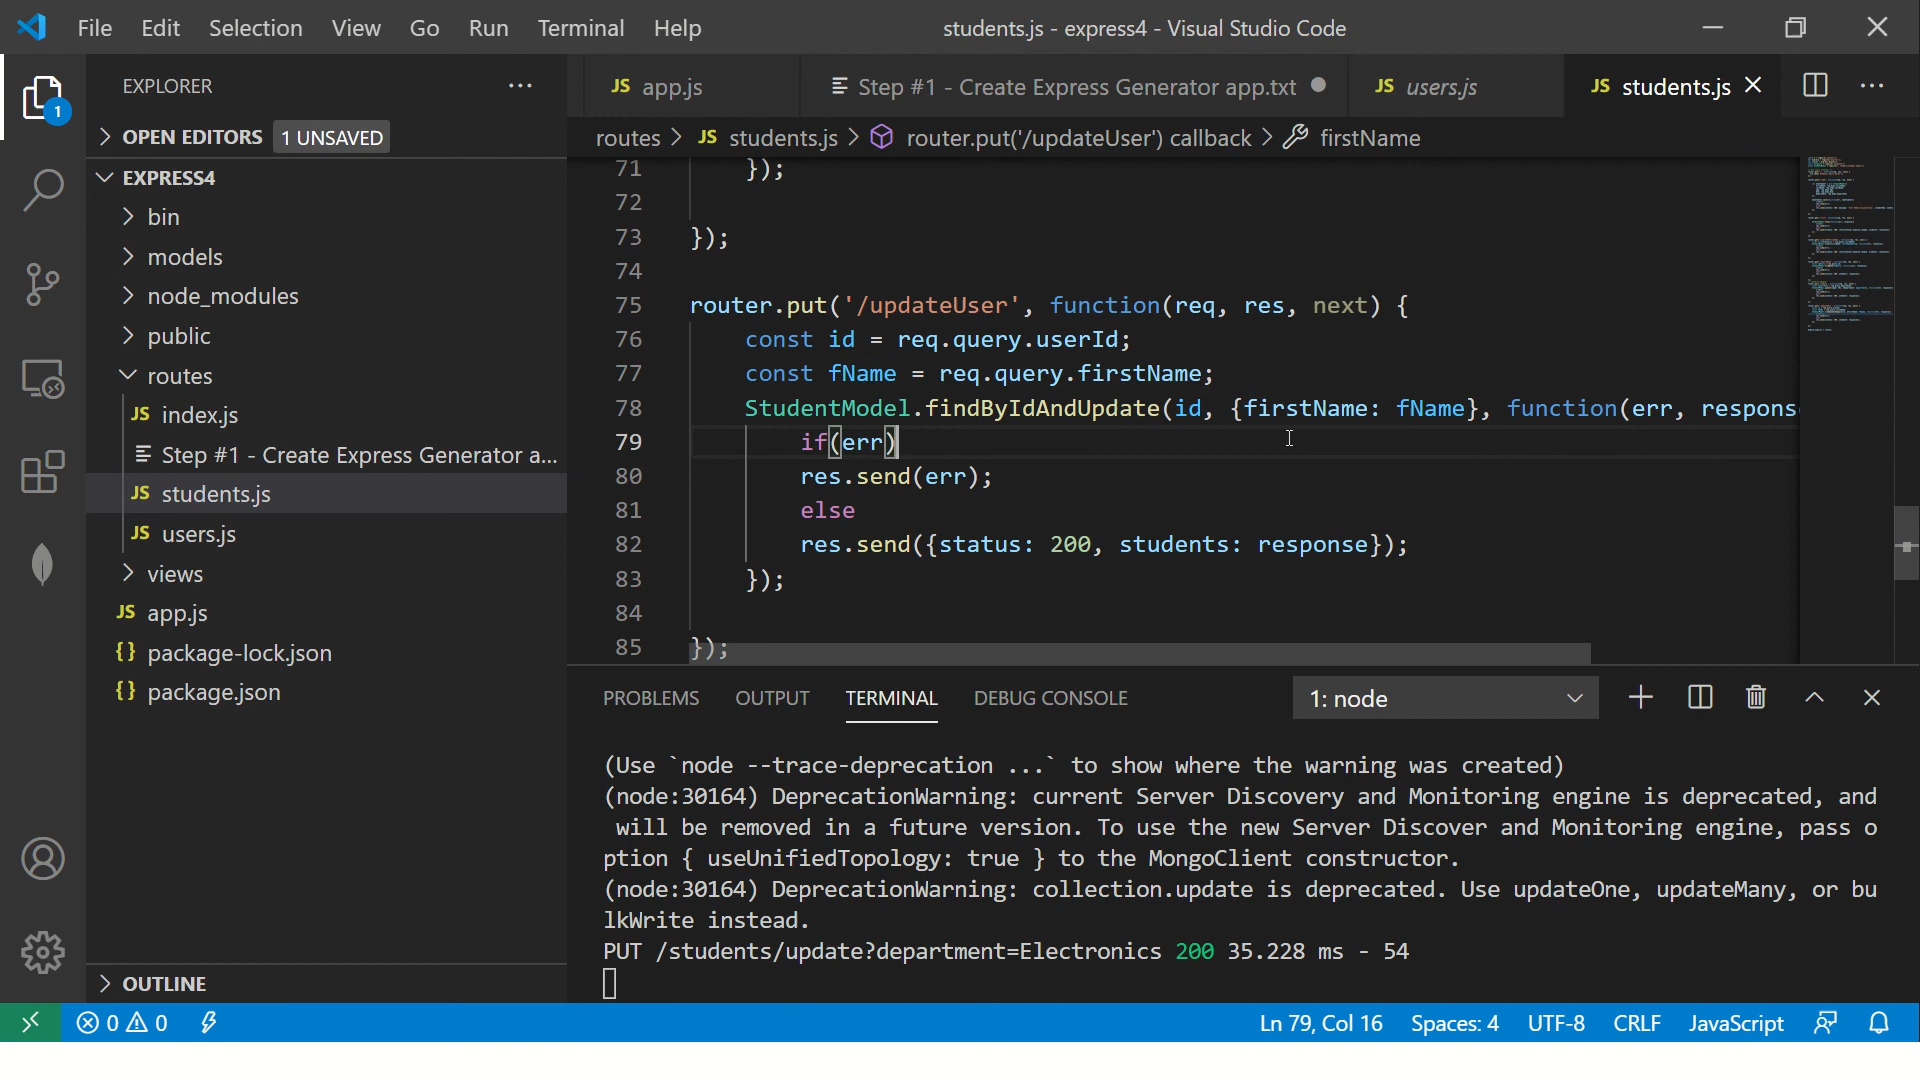 File Edit Selection View Go Run Terminal Help
students.js - express4 - Visual Studio Code
EXPLORER
OPEN EDITORS 1 UNSAVED
EXPRESS4
bin
models
node_modules
public
routes
JS index.js
Step #1 - Create Express Generator a...
JS students.js
JS users.js
views
JS app.js
{} package-lock.json
{} package.json
OUTLINE
1
JS app.js
Step #1 - Create Express Generator app.txt
JS users.js
JS students.js
routes > JS students.js > router.put('/updateUser') callback > firstName
71 });
72
73 });
74
75 router.put('/updateUser', function(req, res, next) {
76 const id = req.query.userId;
77 const fName = req.query.firstName;
78 StudentModel.findByIdAndUpdate(id, {firstName: fName}, function(err, respons
79 if(err)
80 res.send(err);
81 else
82 res.send({status: 200, students: response});
83 });
84
85 });
PROBLEMS OUTPUT TERMINAL DEBUG CONSOLE
1: node
(Use `node --trace-deprecation ...` to show where the warning was created)
(node:30164) DeprecationWarning: current Server Discovery and Monitoring engine is deprecated, and
will be removed in a future version. To use the new Server Discover and Monitoring engine, pass o
ption { useUnifiedTopology: true } to the MongoClient constructor.
(node:30164) DeprecationWarning: collection.update is deprecated. Use updateOne, updateMany, or bu
lkWrite instead.
PUT /students/update?department=Electronics 200 35.228 ms - 54
0 0
Ln 79, Col 16 Spaces: 4 UTF-8 CRLF JavaScript